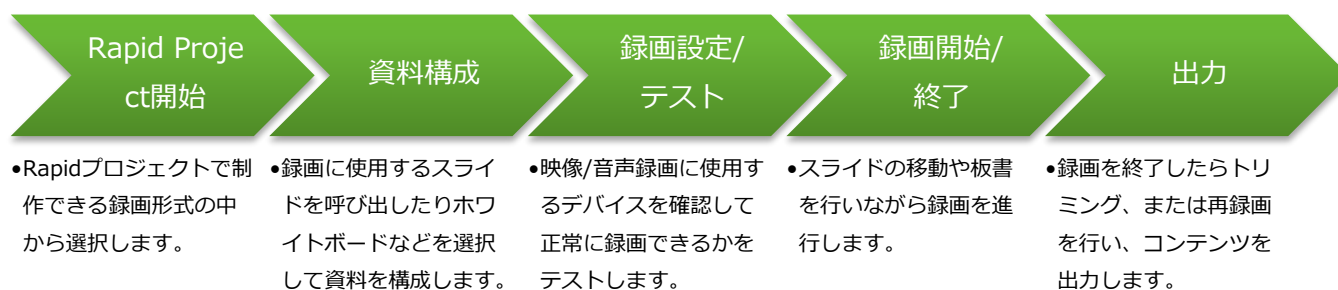 Rapid Proje
ct開始
資料構成
録画設定/
テスト
録画開始/
終了
出力
•Rapidプロジェクトで制
作できる録画形式の中
から選択します。
•録画に使用するスライ
ドを呼び出したりホワ
イトボードなどを選択
して資料を構成します。
•映像/音声録画に使用す
るデバイスを確認して
正常に録画できるかを
テストします。
•スライドの移動や板書
を行いながら録画を進
行します。
•録画を終了したらトリ
ミング、または再録画
を行い、コンテンツを
出力します。